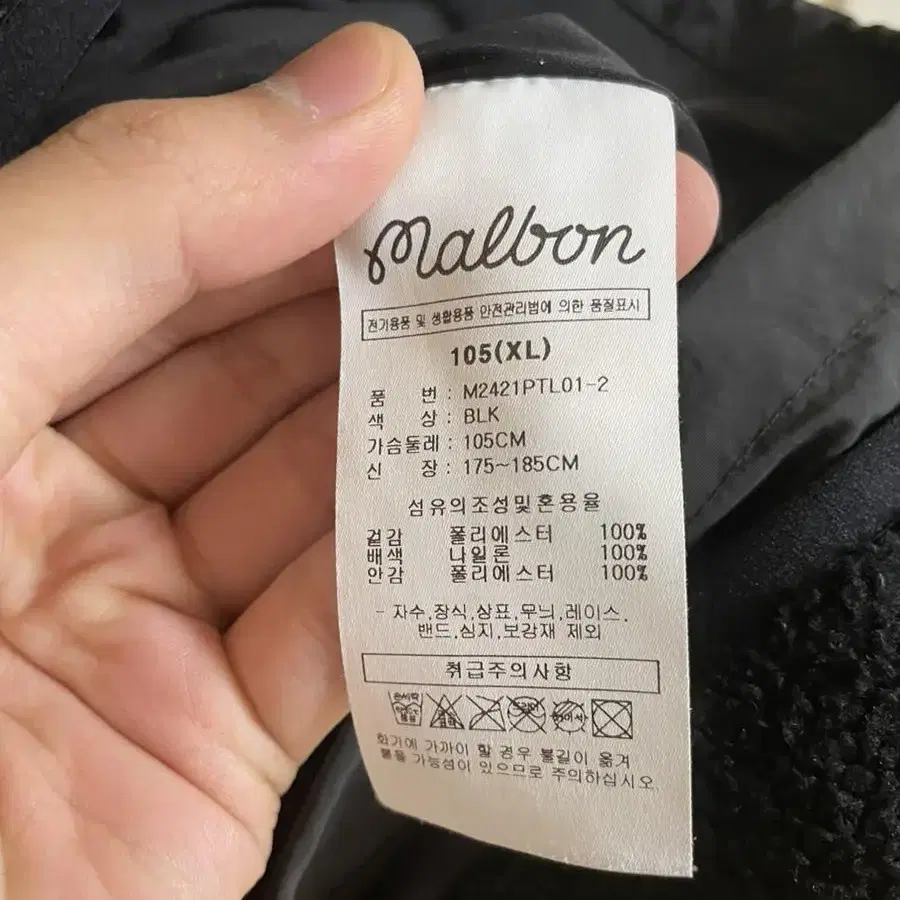 malbon
전기용품 및 생활용품 안전관리법에 의한 품질표시
105(XL)
품 번 : M2421PTL01-2
색 상 : BLK
가슴둘레 : 105CM
신 장 : 175~185CM
섬유의조성및혼용율
겉감 폴리에스터 100%
배색 나일론 100%
안감 폴리에스터 100%
- 자수,장식,상표,무늬,레이스,
밴드,심지,보강재 제외
취급주의사항
손세탁
화기에 가까이 할 경우 불길이 옮겨
붙을 가능성이 있으므로 주의하십시오.